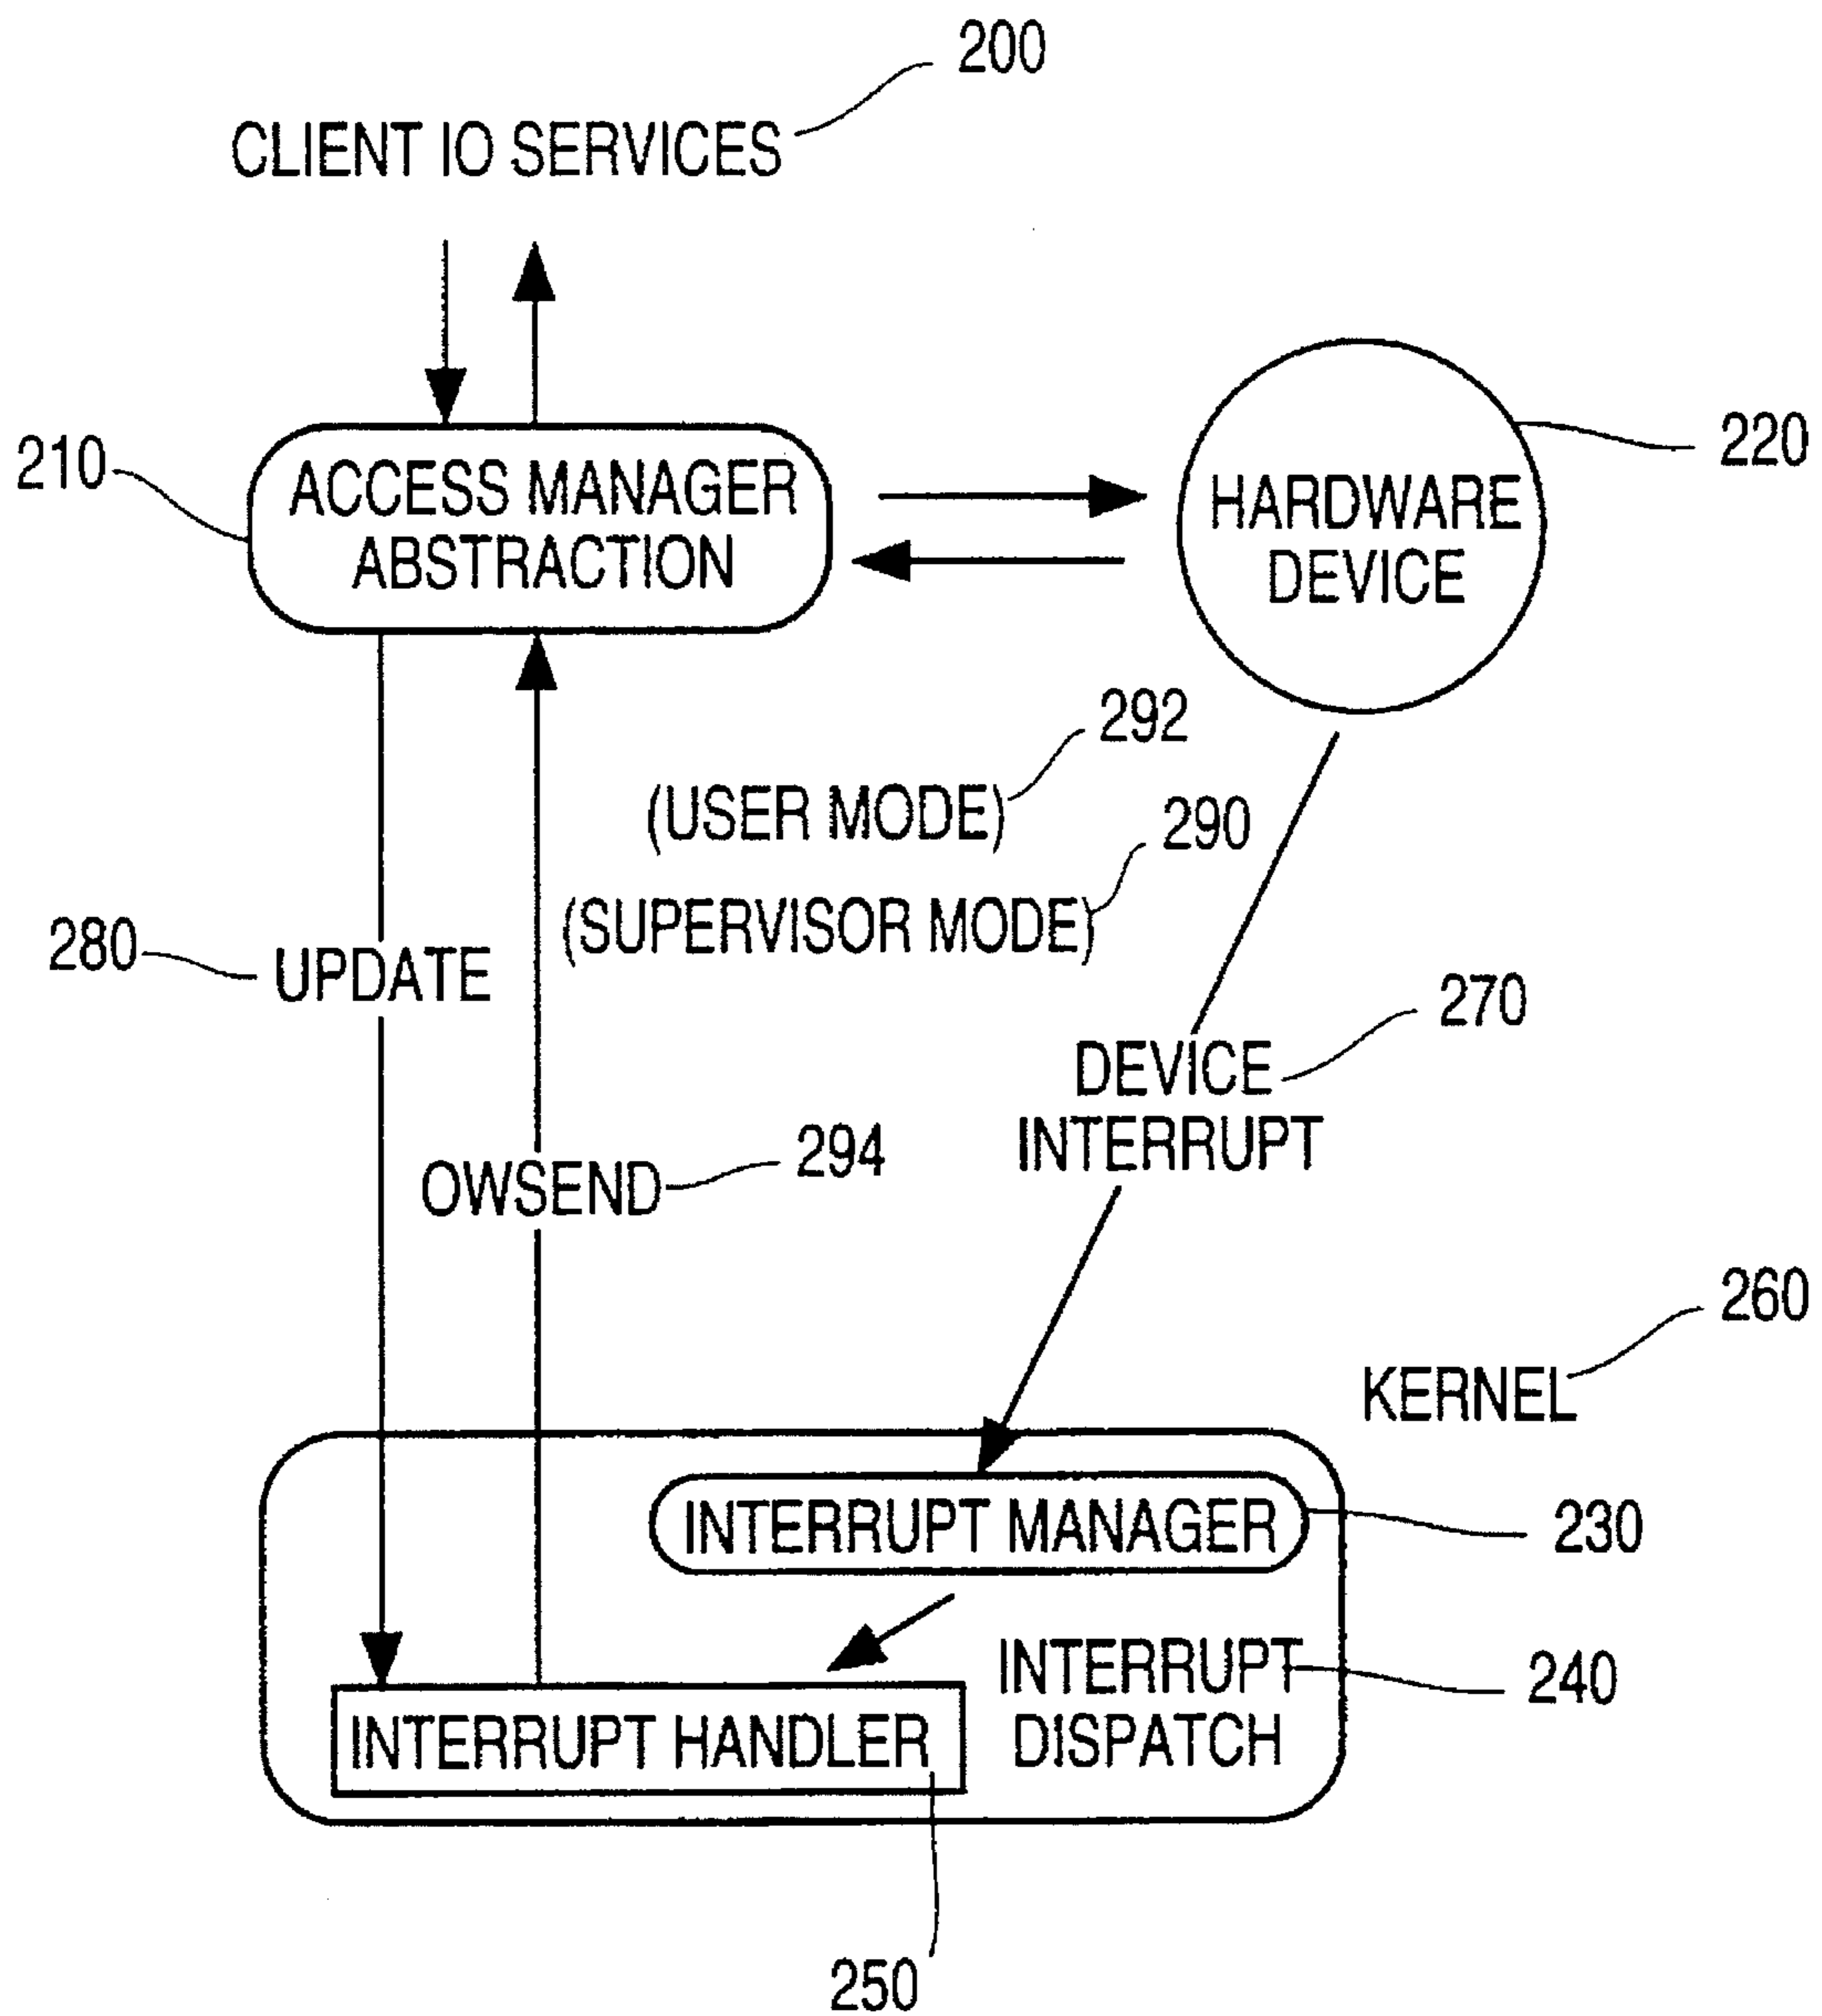 200
CLIENT IO SERVICES
210
ACCESS MANAGER
ABSTRACTION
220
HARDWARE
DEVICE
292
(USER MODE)
290
(SUPERVISOR MODE)
280
UPDATE
270
DEVICE
INTERRUPT
294
OWSEND
260
KERNEL
INTERRUPT MANAGER
230
INTERRUPT
DISPATCH
240
INTERRUPT HANDLER
250